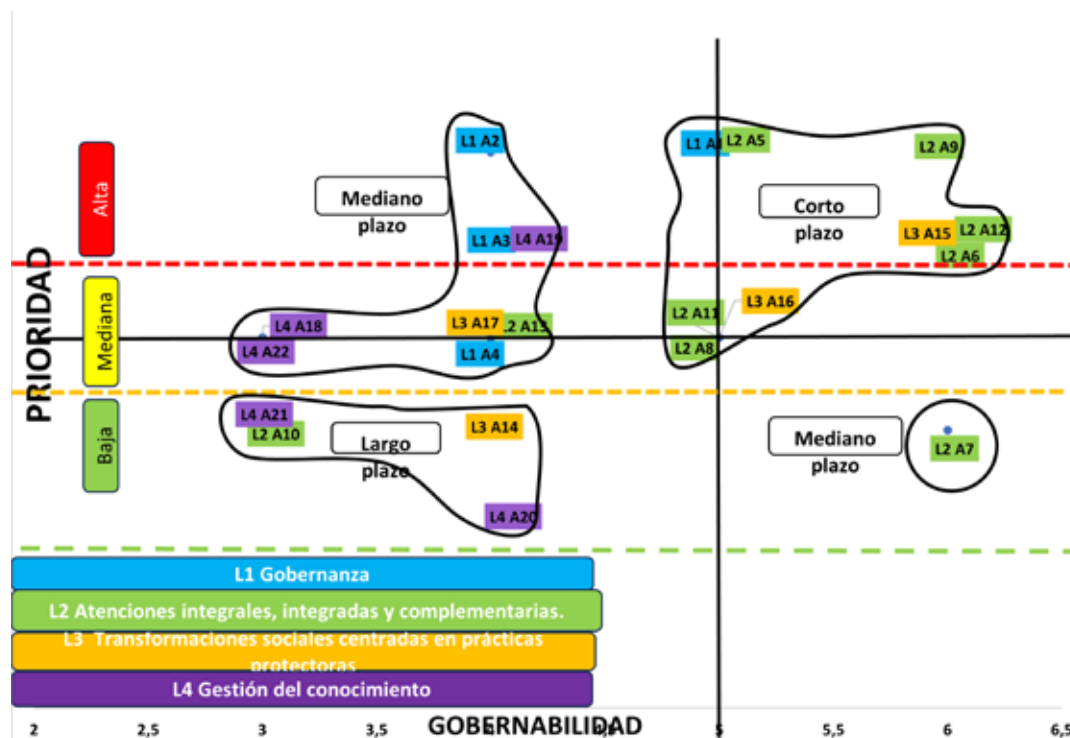 PRIORIDAD
Alta
Mediana
Baja
L1 A2
Mediano
plazo
L1 A3
L4 A19
L4 A18
L4 A22
L3 A17
L2 A13
L1 A4
L2 A5
L2 A9
Corto
plazo
L3 A15
L2 A12
L2 A6
L3 A16
L2 A11
L2 A8
L4 A21
L2 A10
Largo
plazo
L3 A14
L4 A20
Mediano
plazo
L2 A7
L1 Gobernanza
L2 Atenciones integrales, integradas y complementarias.
L3 Transformaciones sociales centradas en prácticas
protectoras
L4 Gestión del conocimiento
2
2,5
3
3,5
GOBERNABILIDAD
5
5,5
6
6,5